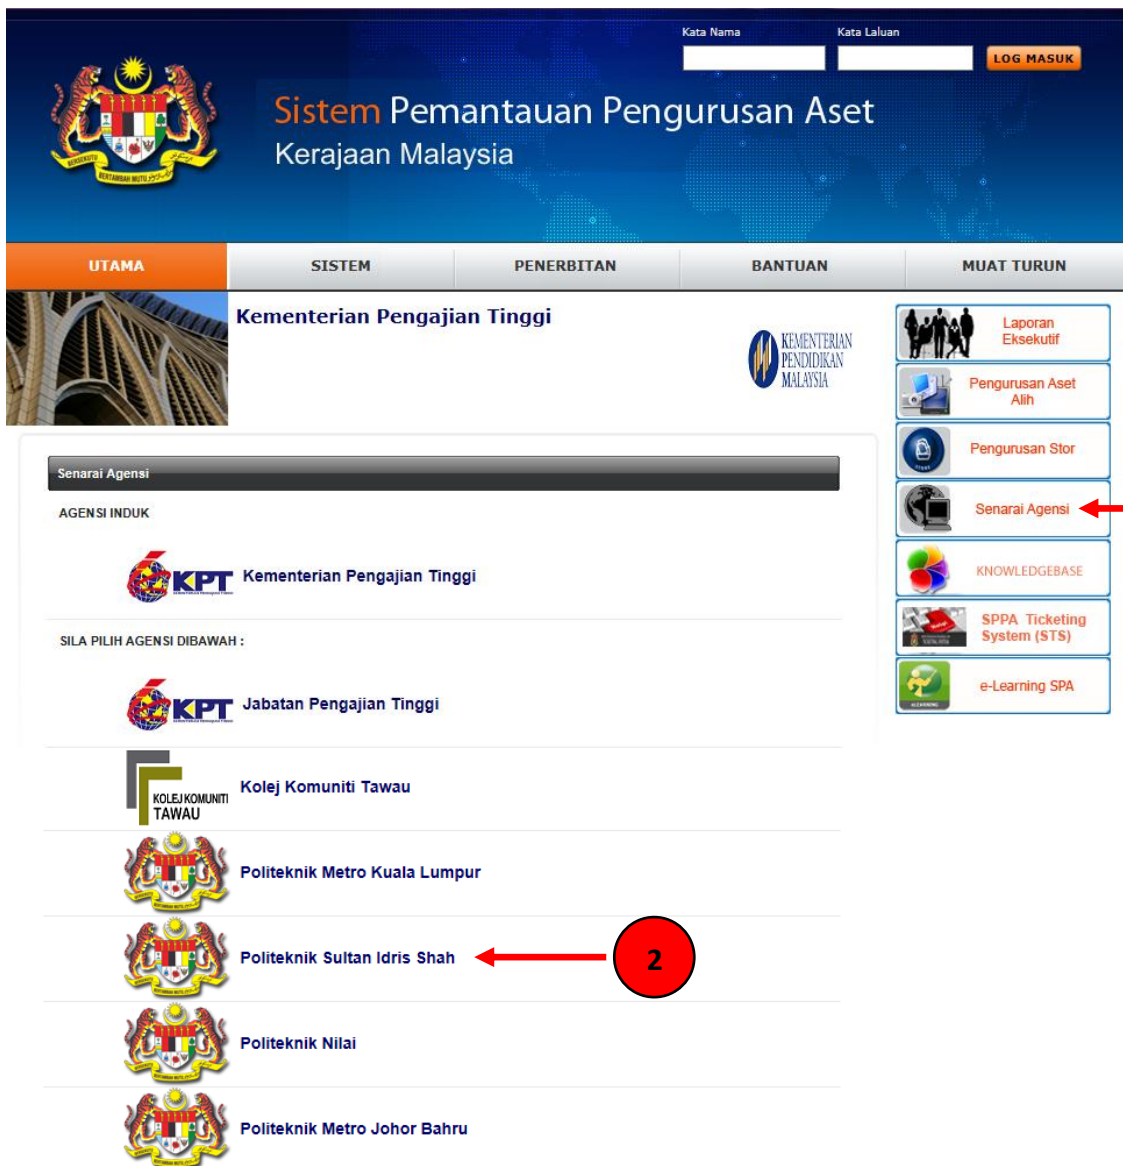 Kata Nama
Kata Laluan
LOG MASUK
Sistem Pemantauan Pengurusan Aset
Kerajaan Malaysia
BERSEKUTU
BERTAMBAH MUTU
UTAMA
SISTEM
PENERBITAN
BANTUAN
MUAT TURUN
Kementerian Pengajian Tinggi
KEMENTERIAN
PENDIDIKAN
MALAYSIA
Senarai Agensi
AGENSI INDUK
KPT
Kementerian Pengajian Tinggi
SILA PILIH AGENSI DIBAWAH :
KPT
Jabatan Pengajian Tinggi
KOLEJ KOMUNITI
TAWAU
Kolej Komuniti Tawau
Politeknik Metro Kuala Lumpur
Politeknik Sultan Idris Shah
2
Politeknik Nilai
Politeknik Metro Johor Bahru
Laporan
Eksekutif
Pengurusan Aset
Alih
Pengurusan Stor
Senarai Agensi
KNOWLEDGEBASE
SPPA Ticketing
System (STS)
e-Learning SPA